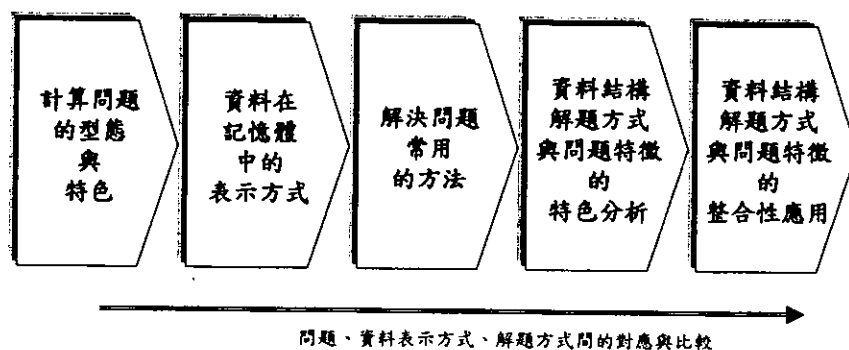 計算問題
的型態
與
特色
資料在
記憶體
中的
表示方式
解決問題
常用
的方法
資料結構
解題方式
與問題特徵
的
特色分析
資料結構
解題方式
與問題特徵
的
整合性應用
問題、資料表示方式、解題方式間的對應與比較